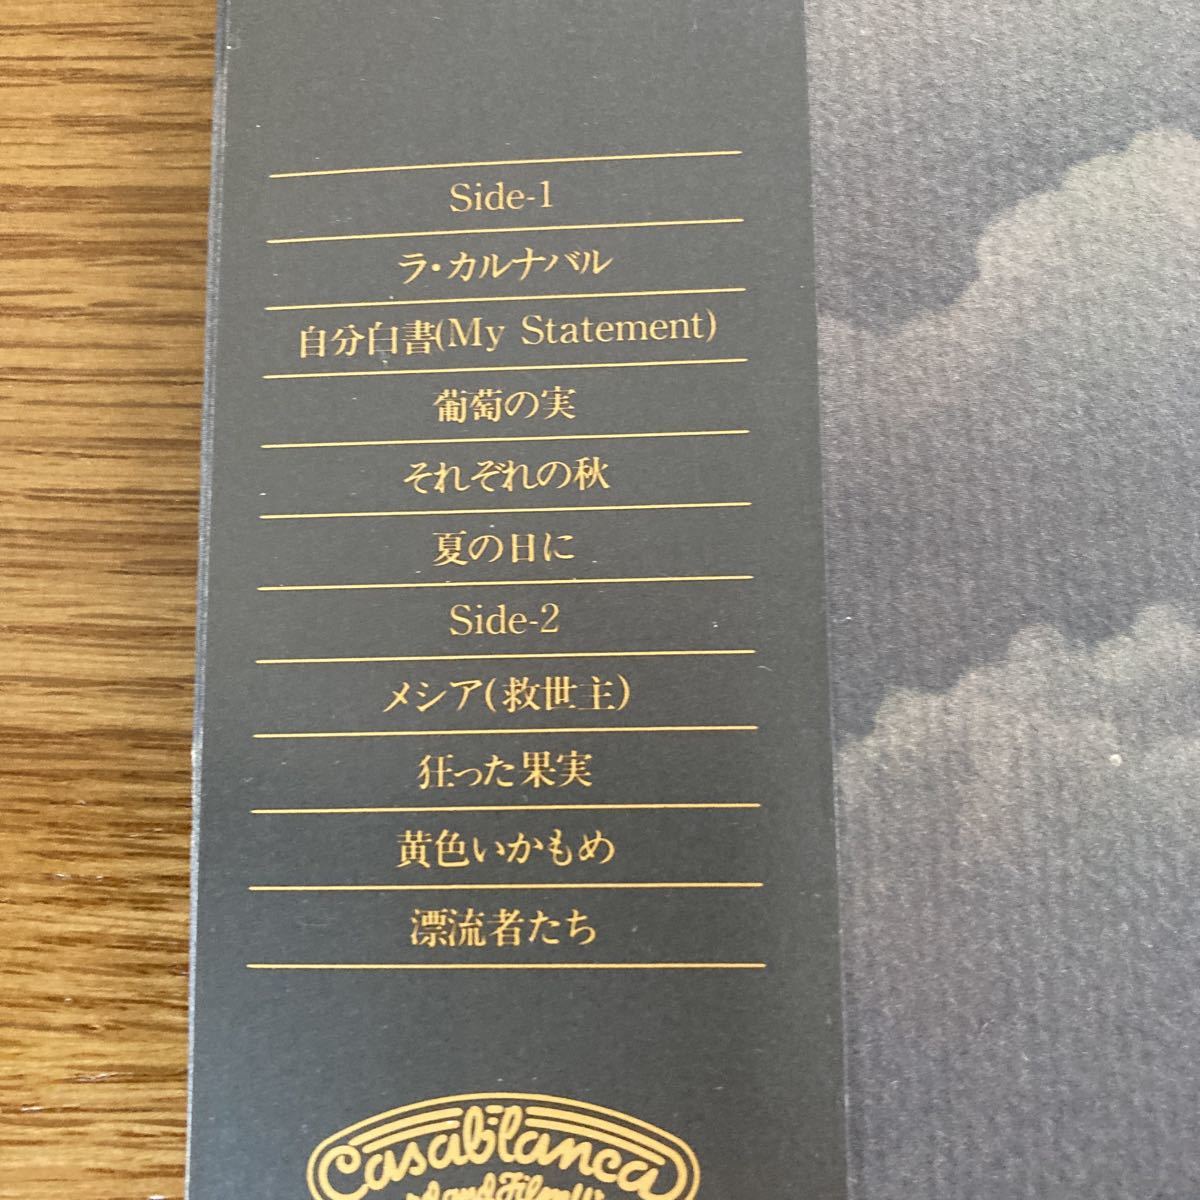 Side-1
ラ・カルナバル
自分白書(My Statement)
葡萄の実
それぞれの秋
夏の日に
Side-2
メシア(救世主)
狂った果実
黄色いかもめ
漂流者たち
Casablanca
and